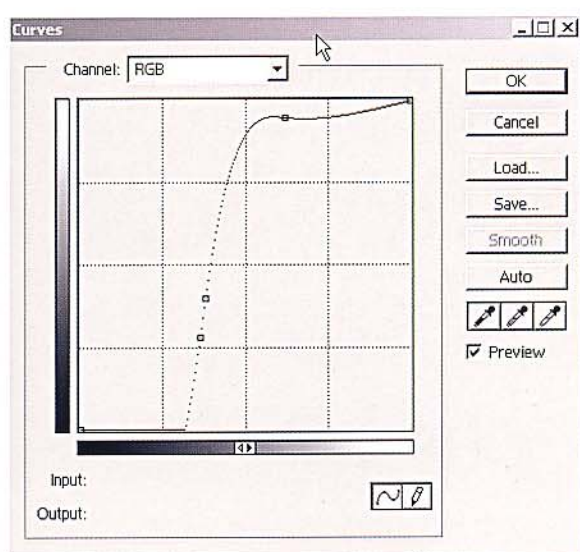 Curves
Channel: RGB
OK
Cancel
Load...
Save...
Smooth
Auto
Preview
Input:
Output: